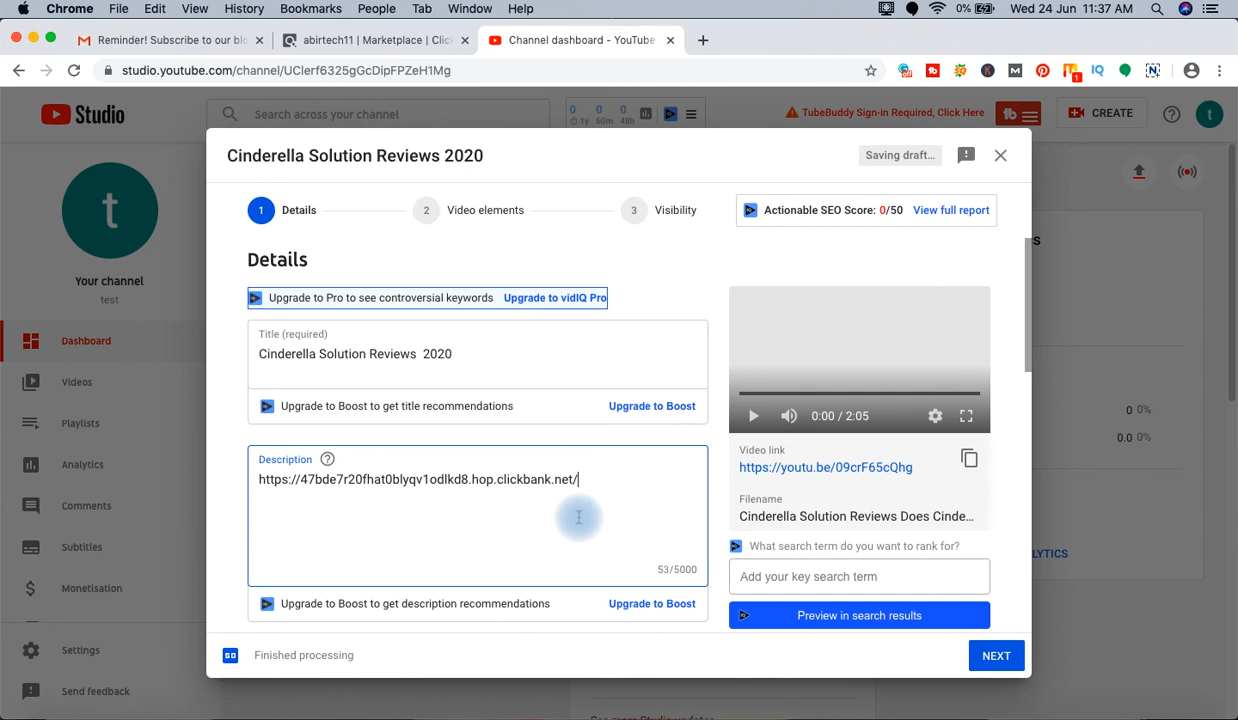 Chrome File Edit View History Bookmarks People Tab Window Help 0% Wed 24 Jun 11:37 AM
Reminder! Subscribe to our blo abirtech11 | Marketplace | Click Channel dashboard - YouTube
studio.youtube.com/channel/UClerf6325gGcDipFPZeH1Mg
Studio Search across your channel 0 0 0 1y 60m 48h TubeBuddy Sign-in Required, Click Here CREATE t
Cinderella Solution Reviews 2020 Saving draft...
1 Details 2 Video elements 3 Visibility Actionable SEO Score: 0/50 View full report
t
Your channel
test
Dashboard
Videos
Playlists
Analytics
Comments
Subtitles
Monetisation
Settings
Send feedback
Details
Upgrade to Pro to see controversial keywords Upgrade to vidIQ Pro
Title (required)
Cinderella Solution Reviews 2020
Upgrade to Boost to get title recommendations Upgrade to Boost
Description
https://47bde7r20fhat0blyqv1odlkd8.hop.clickbank.net/
53/5000
Upgrade to Boost to get description recommendations Upgrade to Boost
0:00 / 2:05
Video link
https://youtu.be/09crF65cQhg
Filename
Cinderella Solution Reviews Does Cinde...
What search term do you want to rank for?
Add your key search term
Preview in search results
SD Finished processing
NEXT
0 0%
0.0 0%